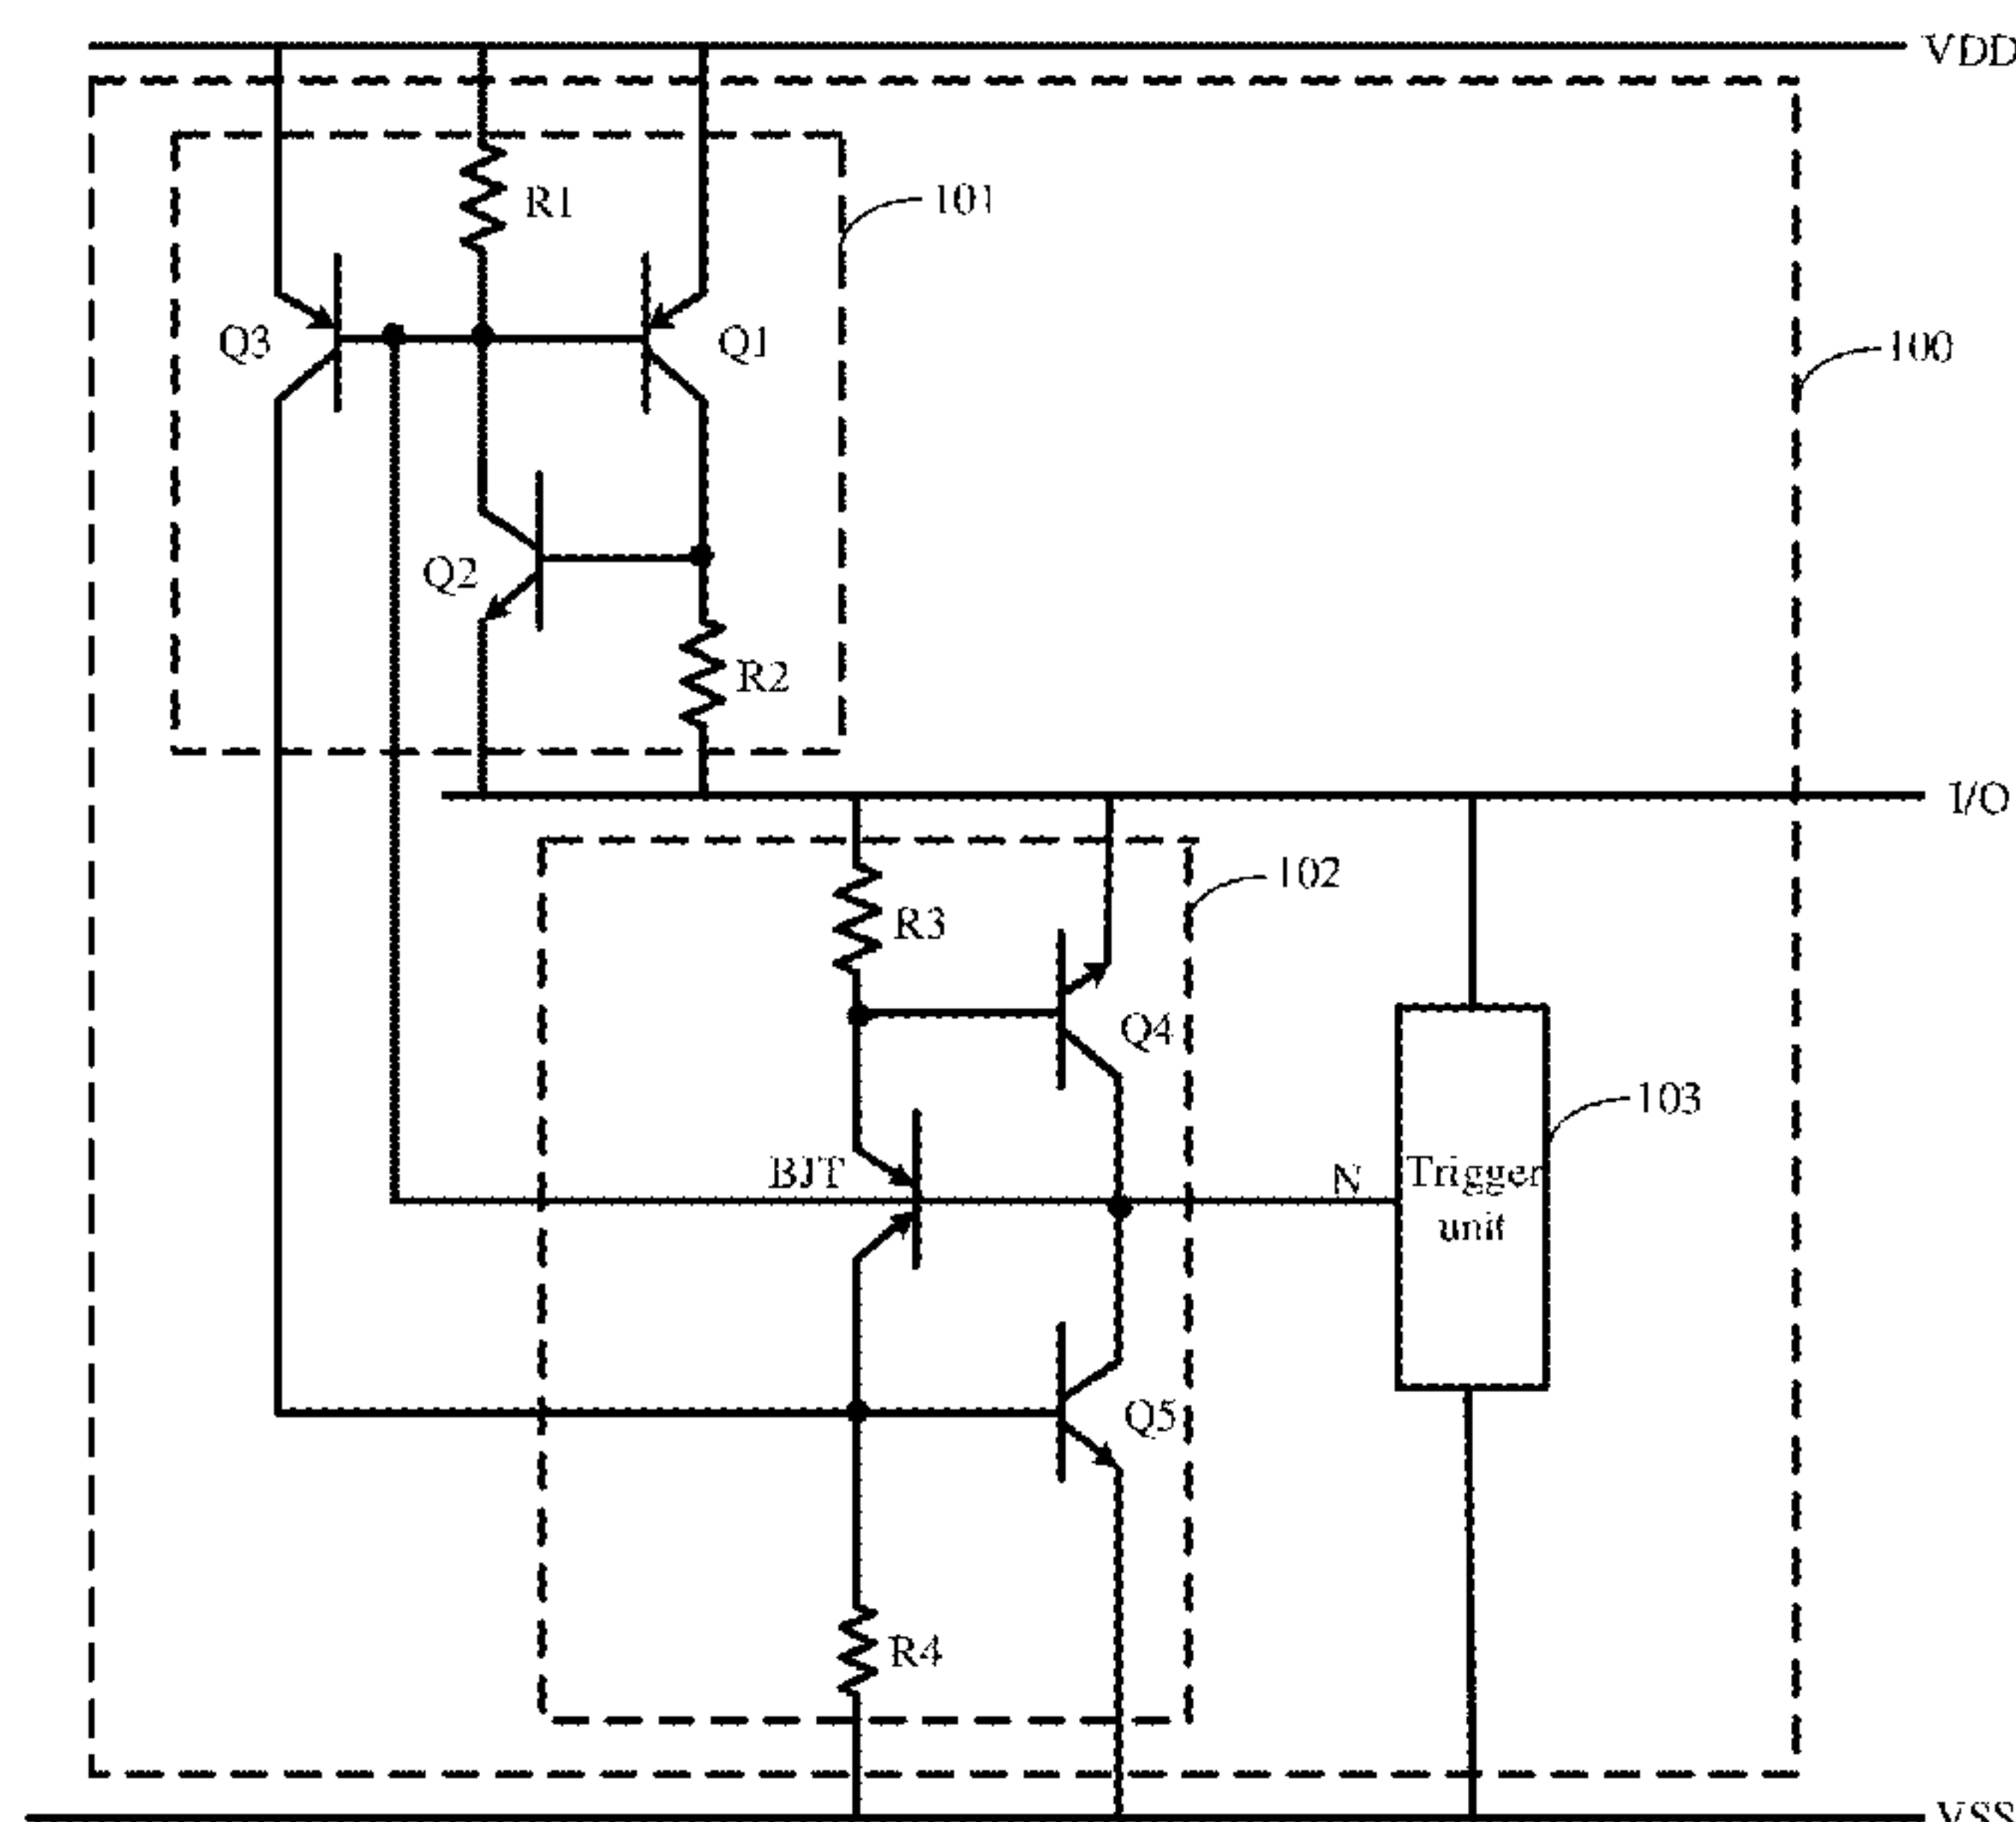 VDD
R1
101
Q3
Q1
100
Q2
R2
I/O
102
R3
Q4
103
BJT
N
Trigger
unit
Q5
R4
VSS